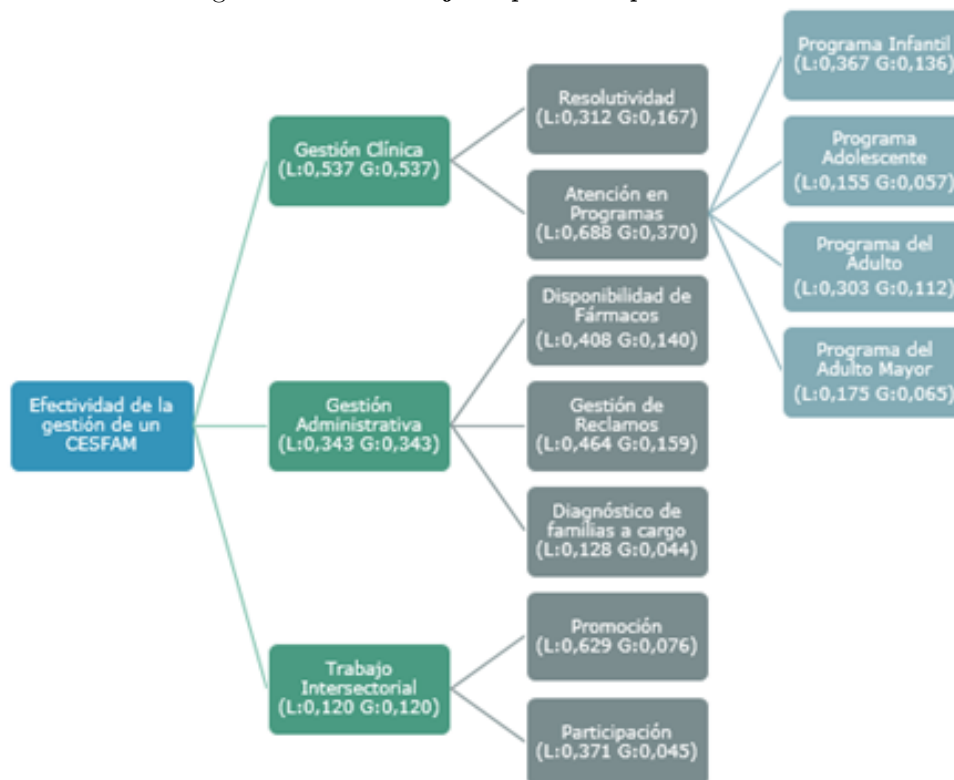 Programa Infantil
(L:0,367 G:0,136)
Resolutividad
(L:0,312 G:0,167)
Programa
Adolescente
(L:0,155 G:0,057)
Gestión Clínica
(L:0,537 G:0,537)
Atención en
Programas
(L:0,688 G:0,370)
Programa del
Adulto
(L:0,303 G:0,112)
Disponibilidad de
Fármacos
(L:0,408 G:0,140)
Programa del
Adulto Mayor
(L:0,175 G:0,065)
Efectividad de la
gestión de un
CESFAM
Gestión
Administrativa
(L:0,343 G:0,343)
Gestión de
Reclamos
(L:0,464 G:0,159)
Diagnóstico de
familias a cargo
(L:0,128 G:0,044)
Promoción
(L:0,629 G:0,076)
Trabajo
Intersectorial
(L:0,120 G:0,120)
Participación
(L:0,371 G:0,045)